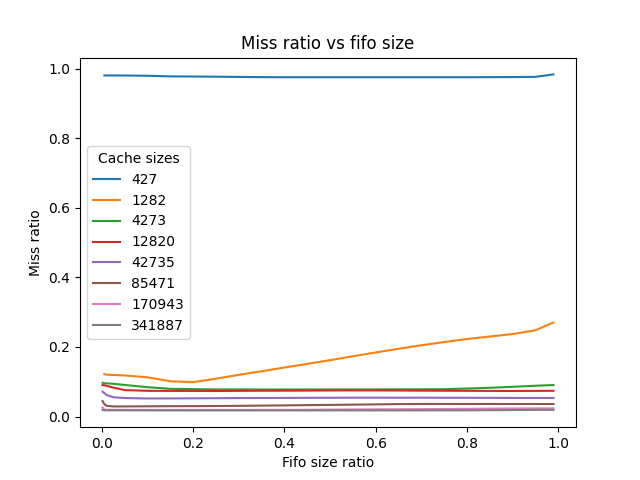 Miss ratio vs fifo size
1.0
0.8
0.6
0.4
0.2
0.0
Miss ratio
Cache sizes
427
1282
4273
12820
42735
85471
170943
341887
0.0 0.2 0.4 0.6 0.8 1.0
Fifo size ratio